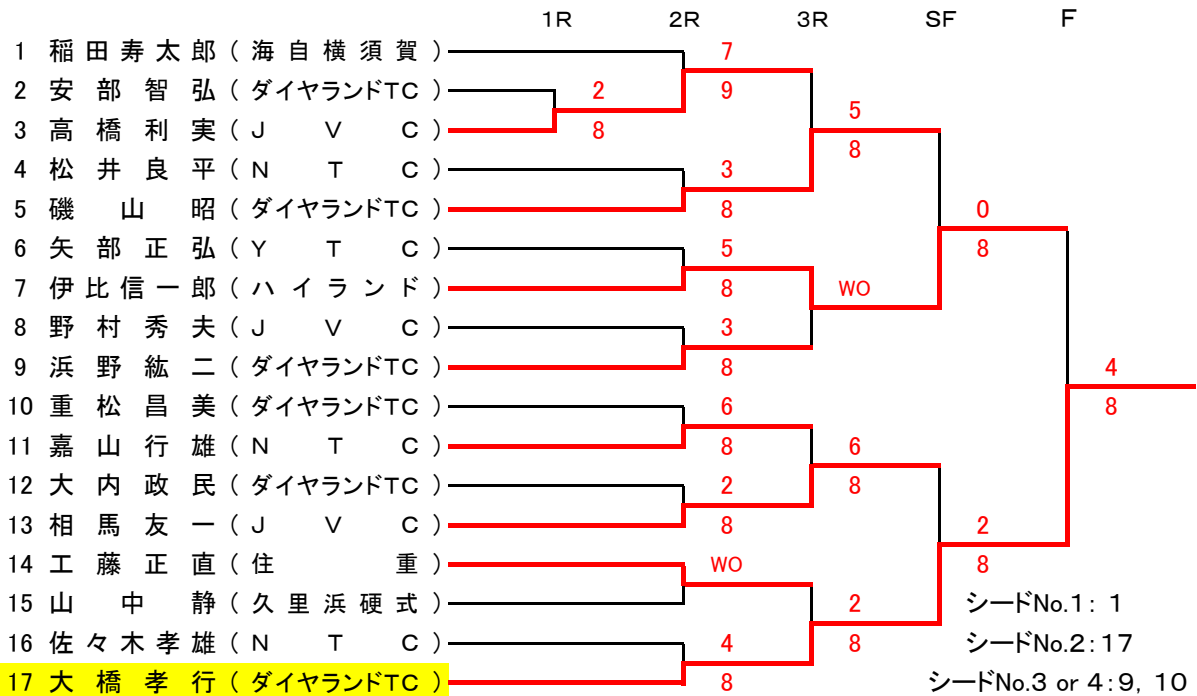 1R 2R 3R SF F
1 稲田寿太郎(海自横須賀) 7
2 安部智弘(ダイヤランドTC) 2 9
3 高橋利実(JVC) 8 5
4 松井良平(NTC) 3 8
5 磯山昭(ダイヤランドTC) 8 0
6 矢部正弘(YTC) 5 8
7 伊比信一郎(ハイランド) 8 WO
8 野村秀夫(JVC) 3
9 浜野紘二(ダイヤランドTC) 8 4
10 重松昌美(ダイヤランドTC) 6 8
11 嘉山行雄(NTC) 8 6
12 大内政民(ダイヤランドTC) 2 8
13 相馬友一(JVC) 8 2
14 工藤正直(住重) WO 8
15 山中静(久里浜硬式) 2 シードNo.1:1
16 佐々木孝雄(NTC) 4 8 シードNo.2:17
17 大橋孝行(ダイヤランドTC) 8 シードNo.3 or 4:9, 10